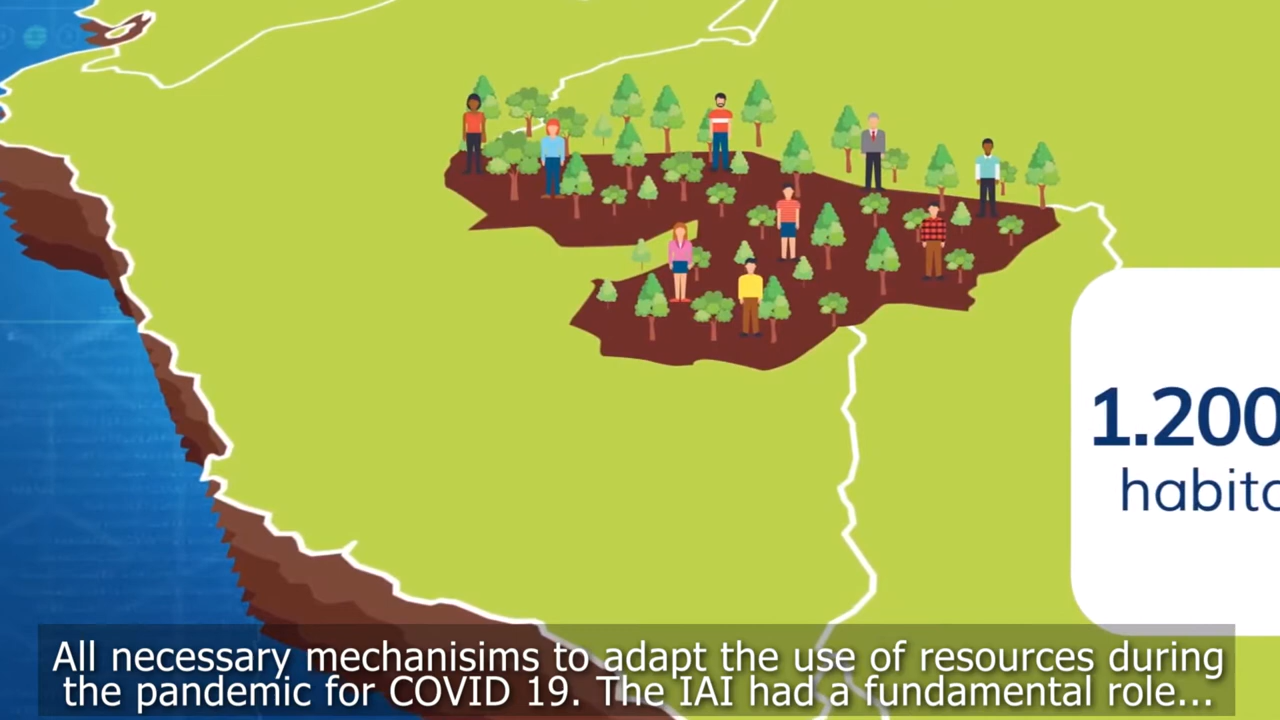 1.200
All necessary mechanisims to adapt the use of resources during
the pandemic for COVID 19. The IAI had a fundamental role...